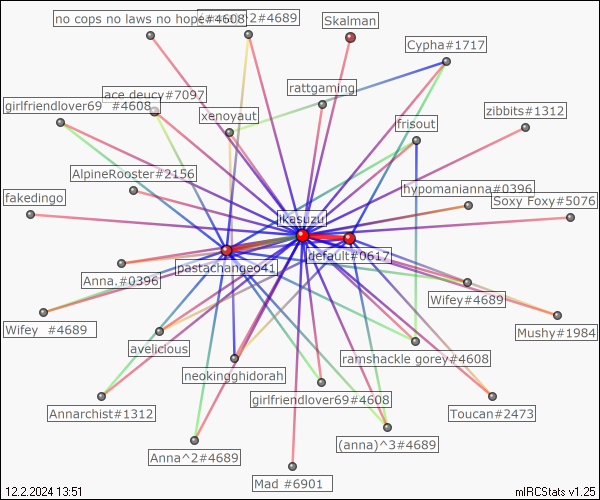 no cops no laws no hope#4608
Skalman
Cypha#1717
ace deucy#7097
rattgaming
girlfriendlover69 #4608
xenoyaut
zibbits#1312
frisout
AlpineRooster#2156
hypomanianna#0396
fakedingo
Soxy Foxy#5076
ikasuzu
default#0617
pastachangeo41
Anna.#0396
Wifey#4689
Wifey #4689
Mushy#1984
avelicious
ramshackle gorey#4608
neokingghidorah
girlfriendlover69#4608
Annarchist#1312
Toucan#2473
(anna)^3#4689
Anna^2#4689
Mad #6901
12.2.2024 13:51
mIRCStats v1.25